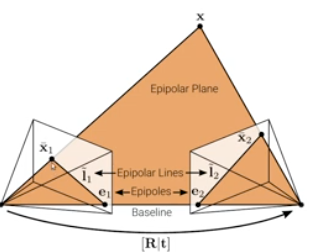 x
Epipolar Plane
x̄₁
x̄₂
l̃₁ Epipolar Lines l̃₂
e₁ Epipoles e₂
Baseline
[R|t]